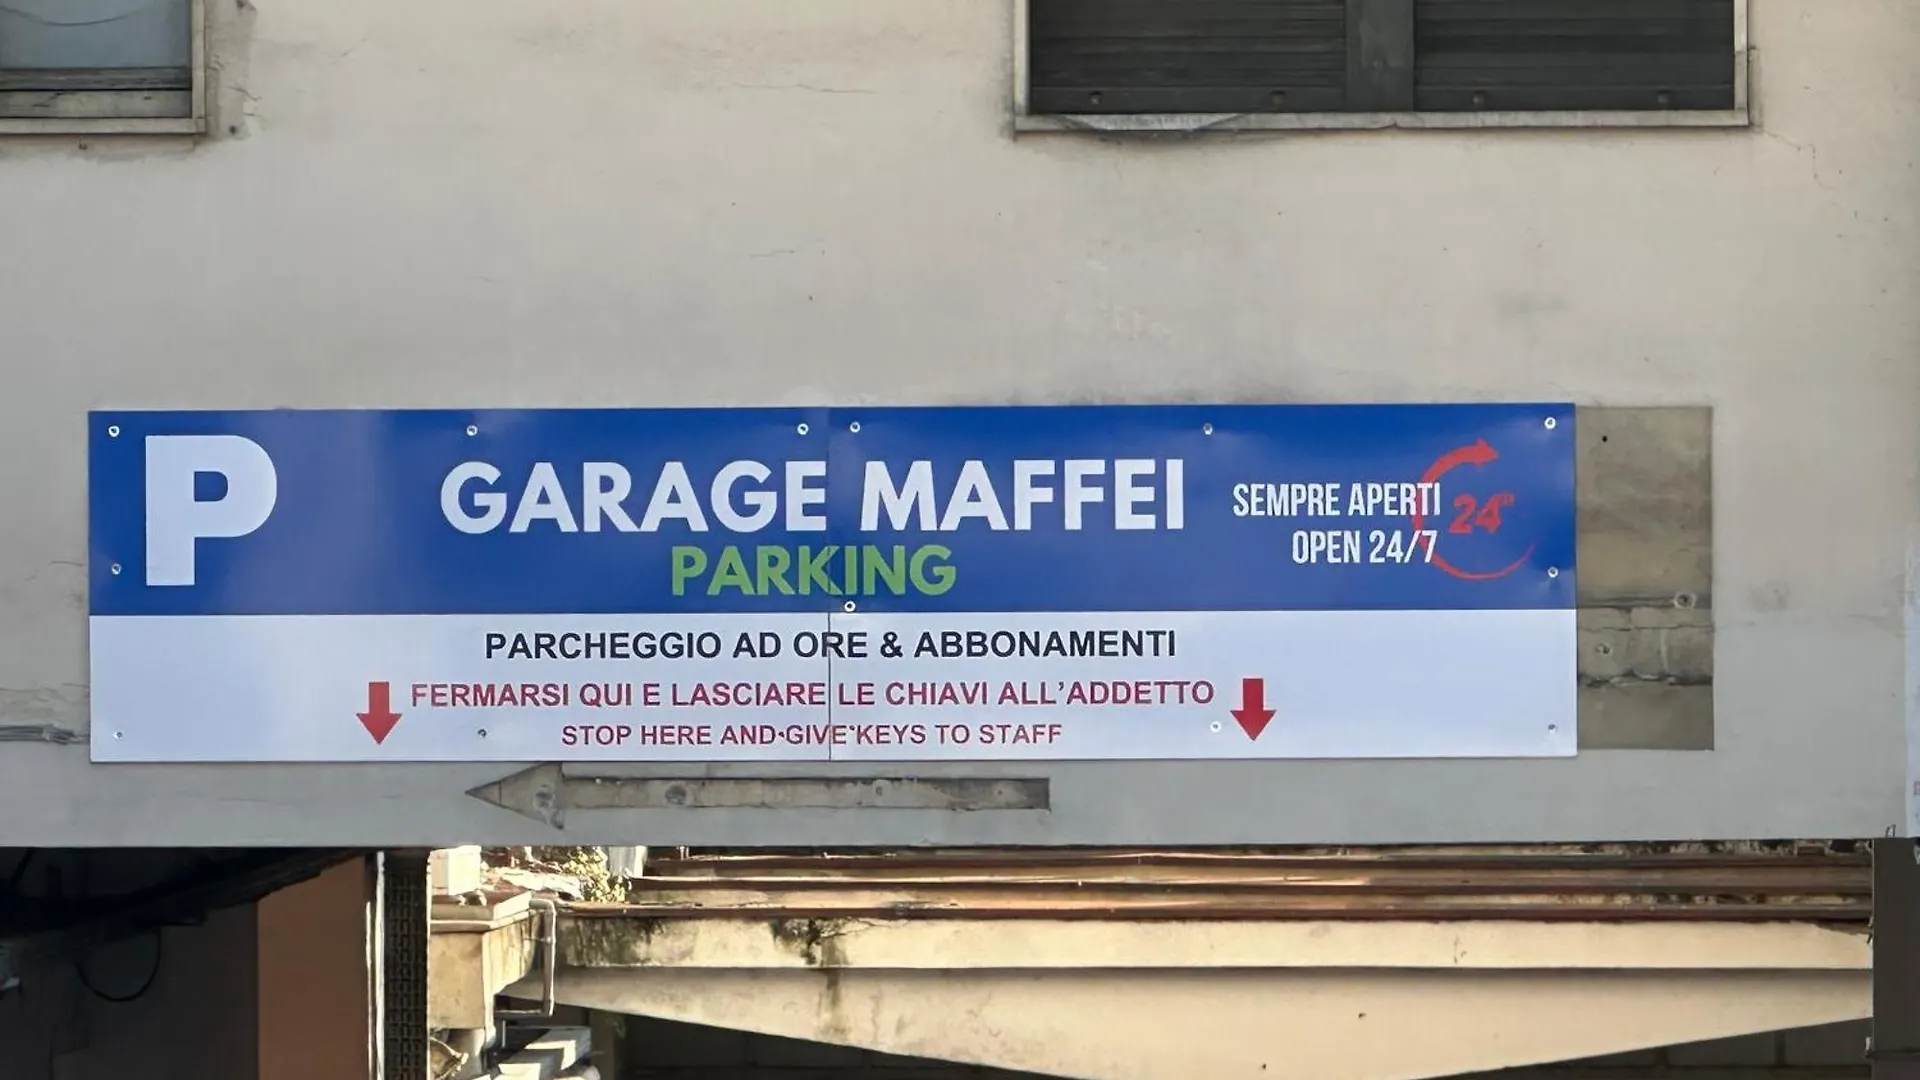 P
GARAGE MAFFEI
PARKING
SEMPRE APERTI
OPEN 24/7
24H
PARCHEGGIO AD ORE & ABBONAMENTI
FERMARSI QUI E LASCIARE LE CHIAVI ALL'ADDETTO
STOP HERE AND GIVE KEYS TO STAFF